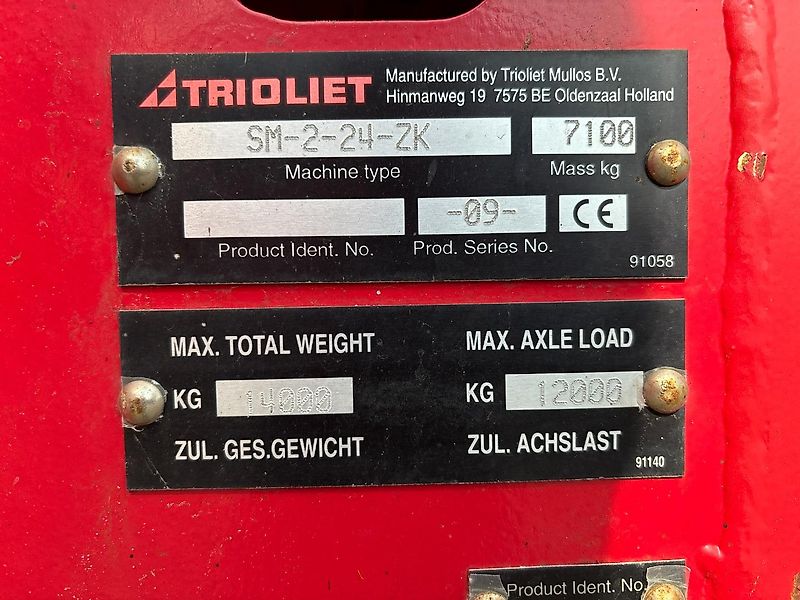 TRIOLIET
Manufactured by Trioliet Mullos B.V.
Hinmanweg 19 7575 BE Oldenzaal Holland
SM-2-24-ZK 7100
Machine type Mass kg
-09- CE
Product Ident. No. Prod. Series No.
91058
MAX. TOTAL WEIGHT MAX. AXLE LOAD
KG 14000 KG 12000
ZUL. GES.GEWICHT ZUL. ACHSLAST
91140
Product Ident. No.